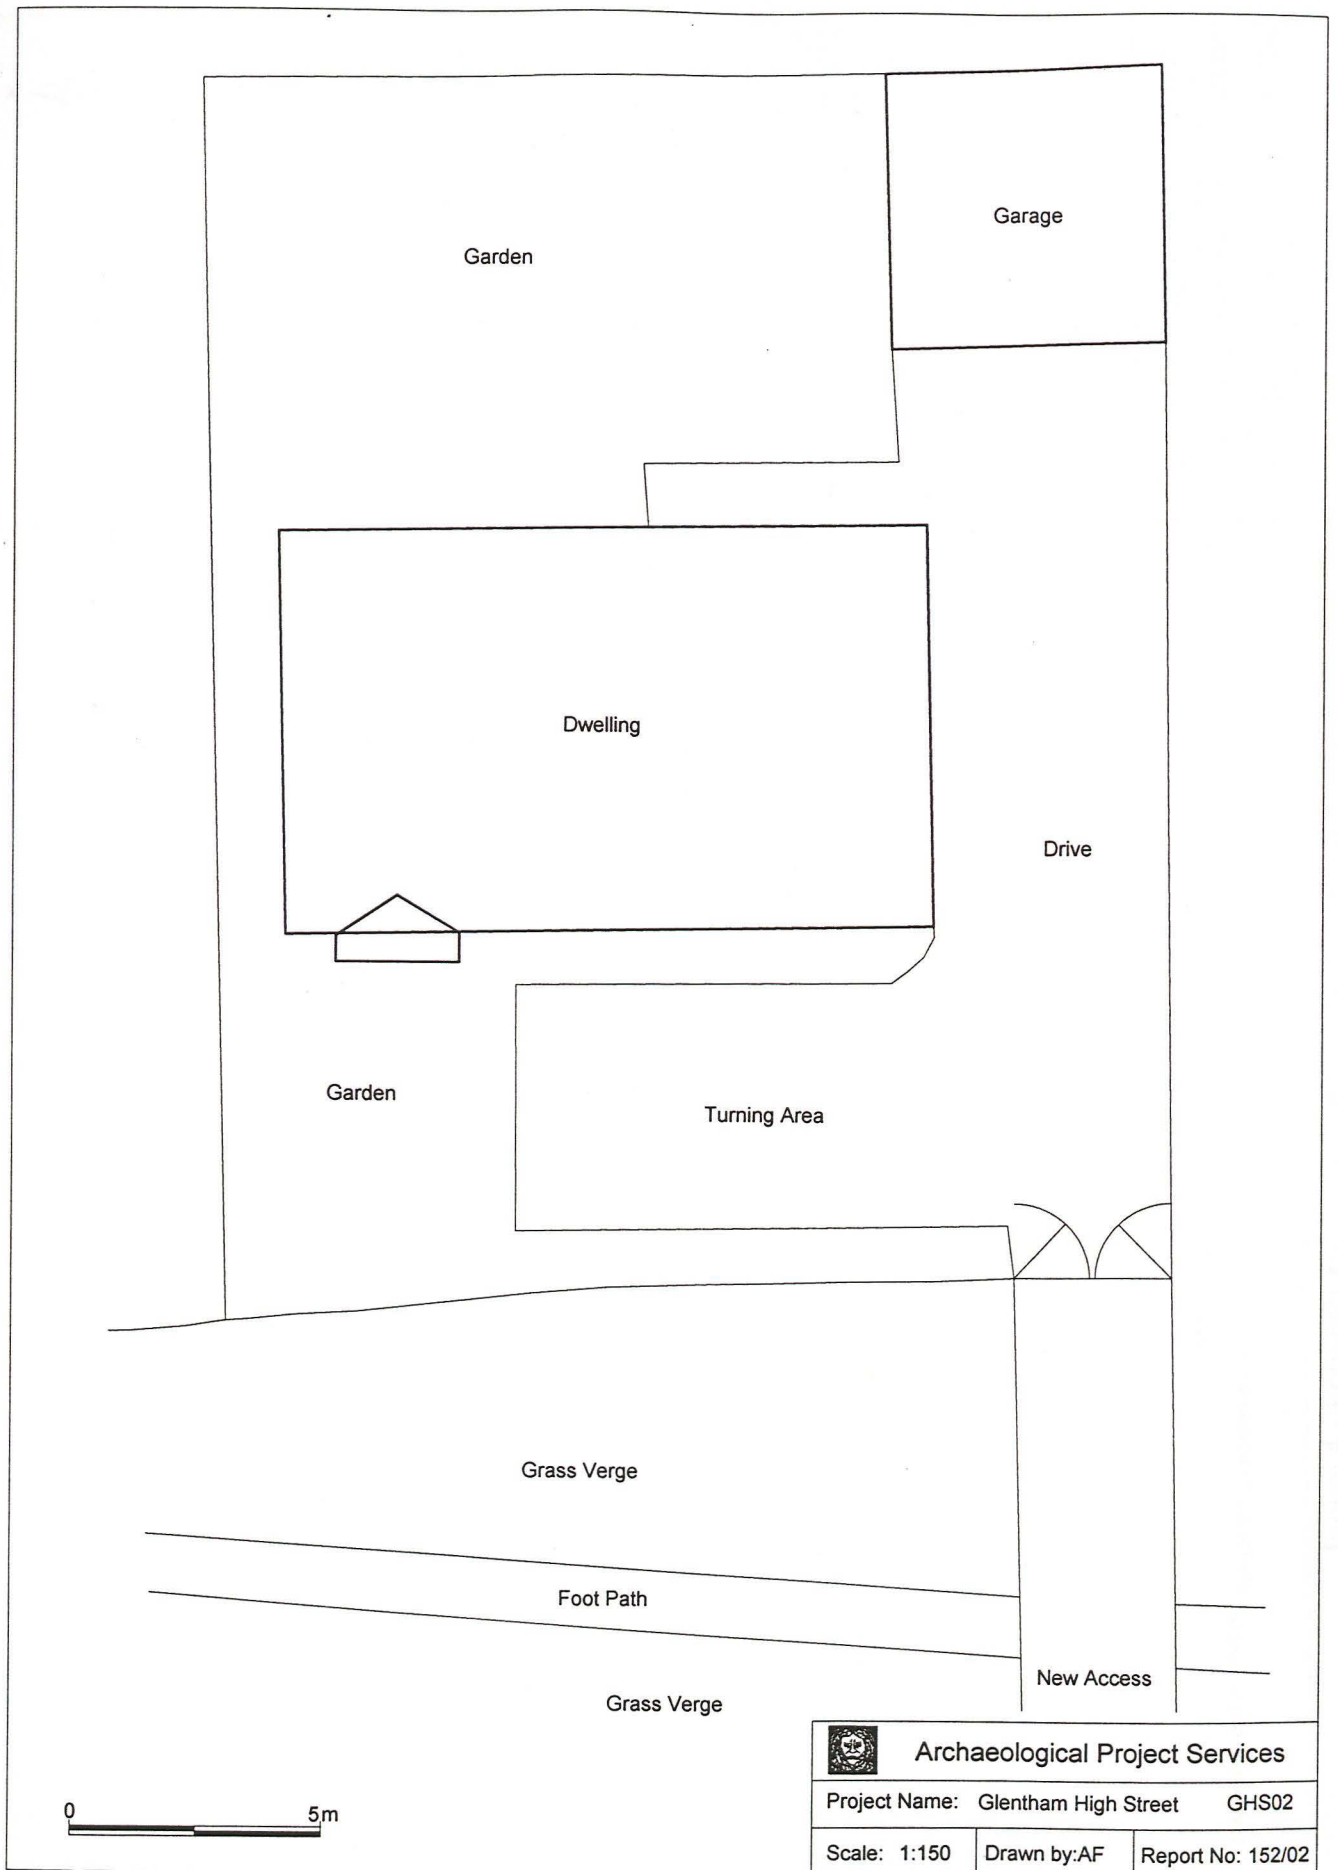 Garage
Garden
Dwelling
Drive
Garden
Turning Area
Grass Verge
Foot Path
New Access
Grass Verge
0 5m
Archaeological Project Services
Project Name: Glentham High Street GHS02
Scale: 1:150 Drawn by:AF Report No: 152/02